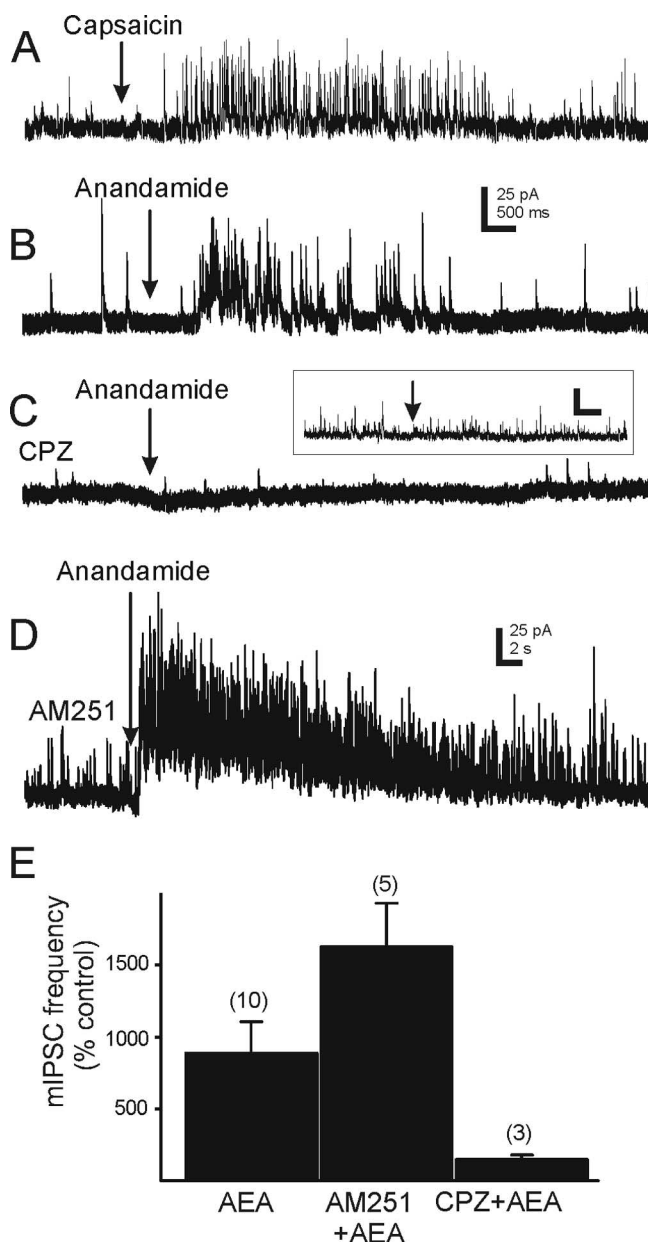 A
Capsaicin
Anandamide
25 pA
500 ms
B
Anandamide
C
CPZ
Anandamide
D
25 pA
2 s
AM251
E
mIPSC frequency
(% control)
1500
1000
500
(10)
(5)
(3)
AEA
AM251
+AEA
CPZ+AEA